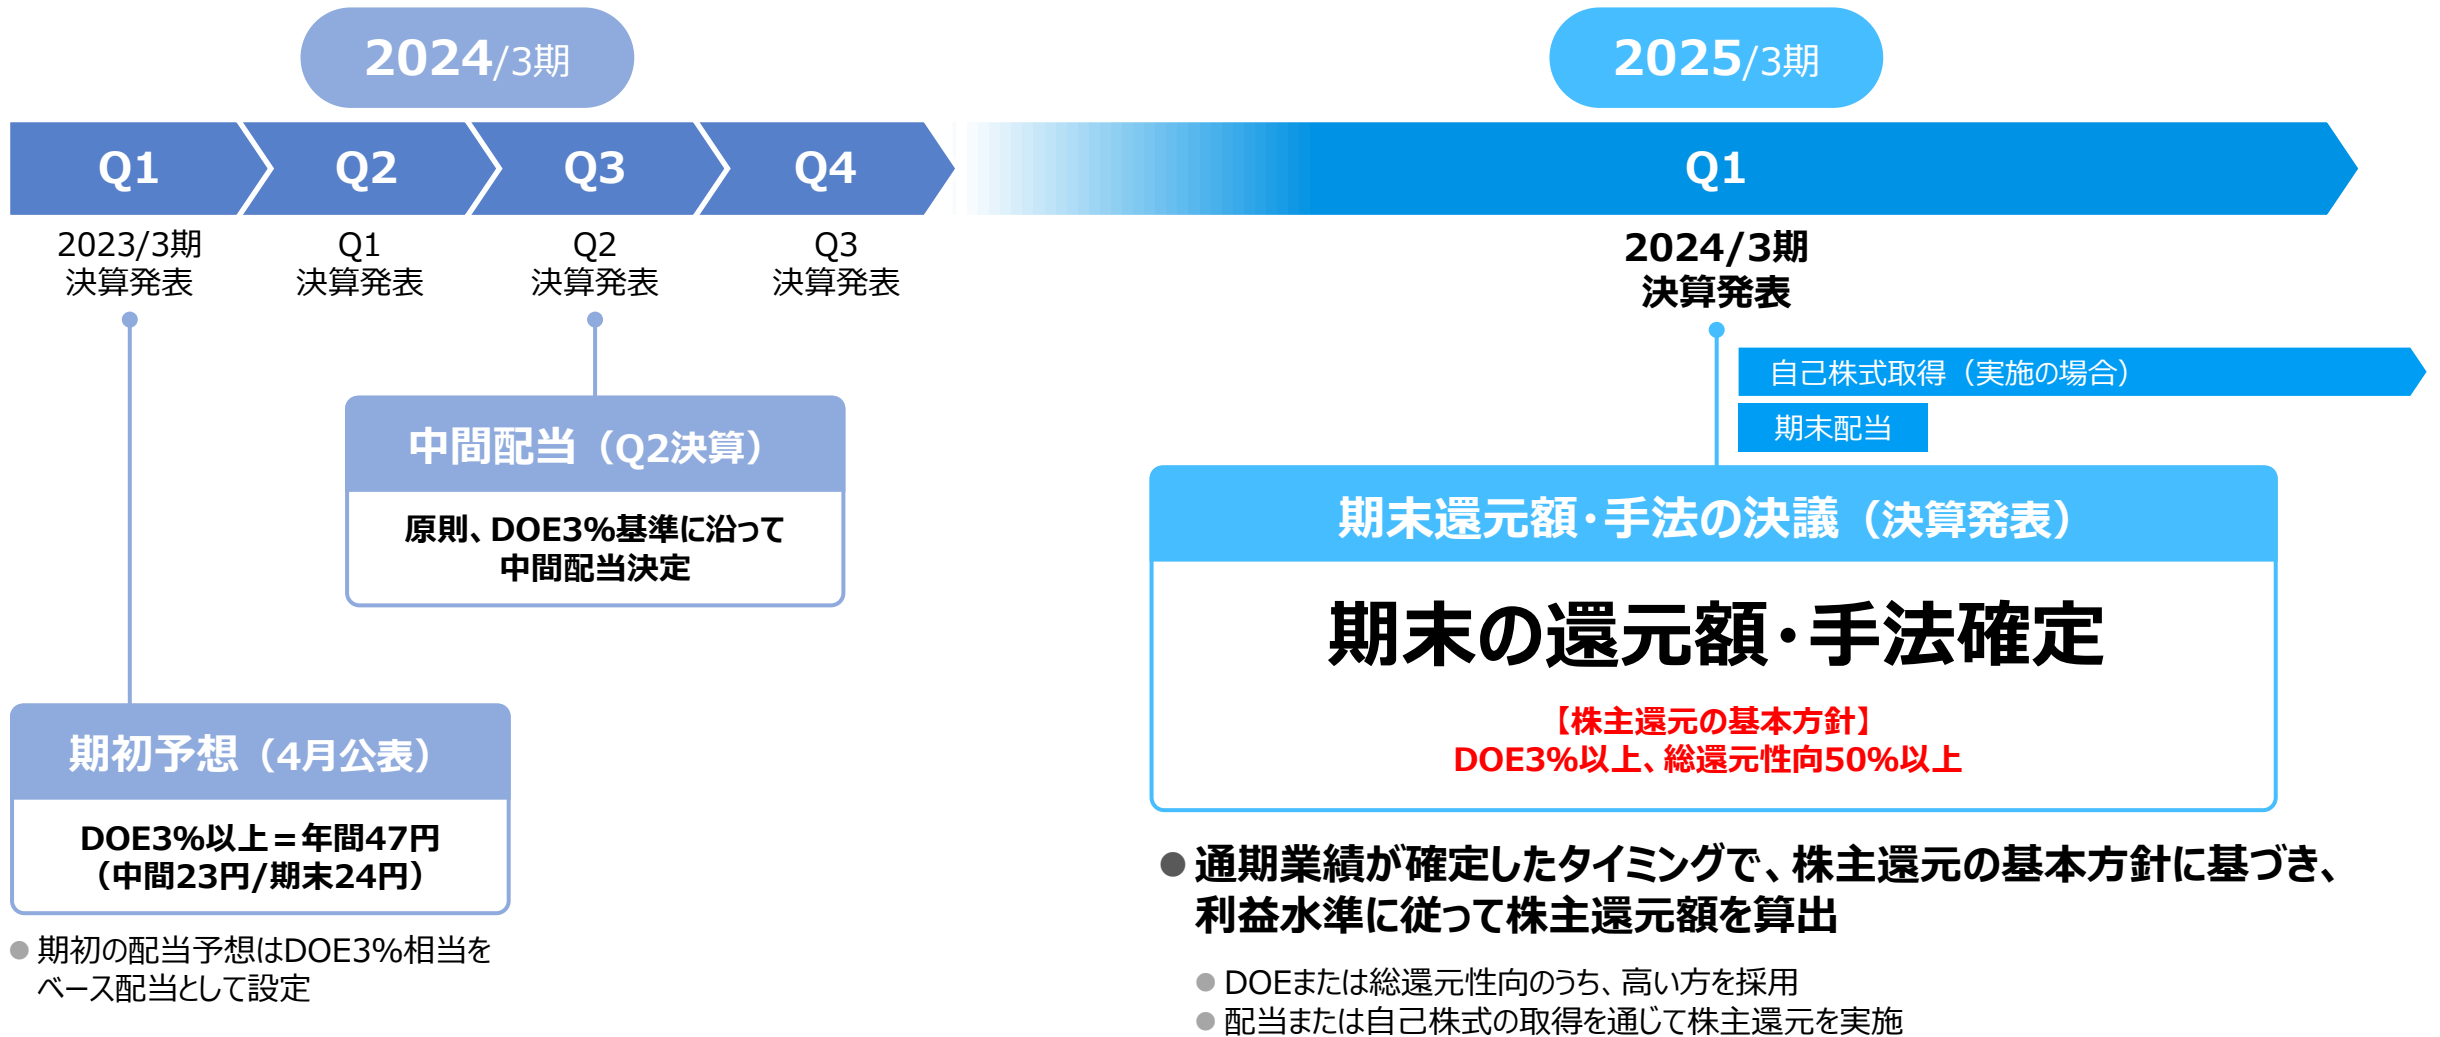 2024/3期
2025/3期
Q1
Q2
Q3
Q4
Q1
2023/3期
決算発表
Q1
決算発表
Q2
決算発表
Q3
決算発表
2024/3期
決算発表
自己株式取得（実施の場合）
期末配当
中間配当（Q2決算）
原則、DOE3%基準に沿って
中間配当決定
期末還元額・手法の決議（決算発表）
期末の還元額・手法確定
【株主還元の基本方針】
DOE3%以上、総還元性向50%以上
期初予想（4月公表）
DOE3%以上＝年間47円
（中間23円/期末24円）
● 期初の配当予想はDOE3%相当を
ベース配当として設定
● 通期業績が確定したタイミングで、株主還元の基本方針に基づき、
利益水準に従って株主還元額を算出
● DOEまたは総還元性向のうち、高い方を採用
● 配当または自己株式の取得を通じて株主還元を実施